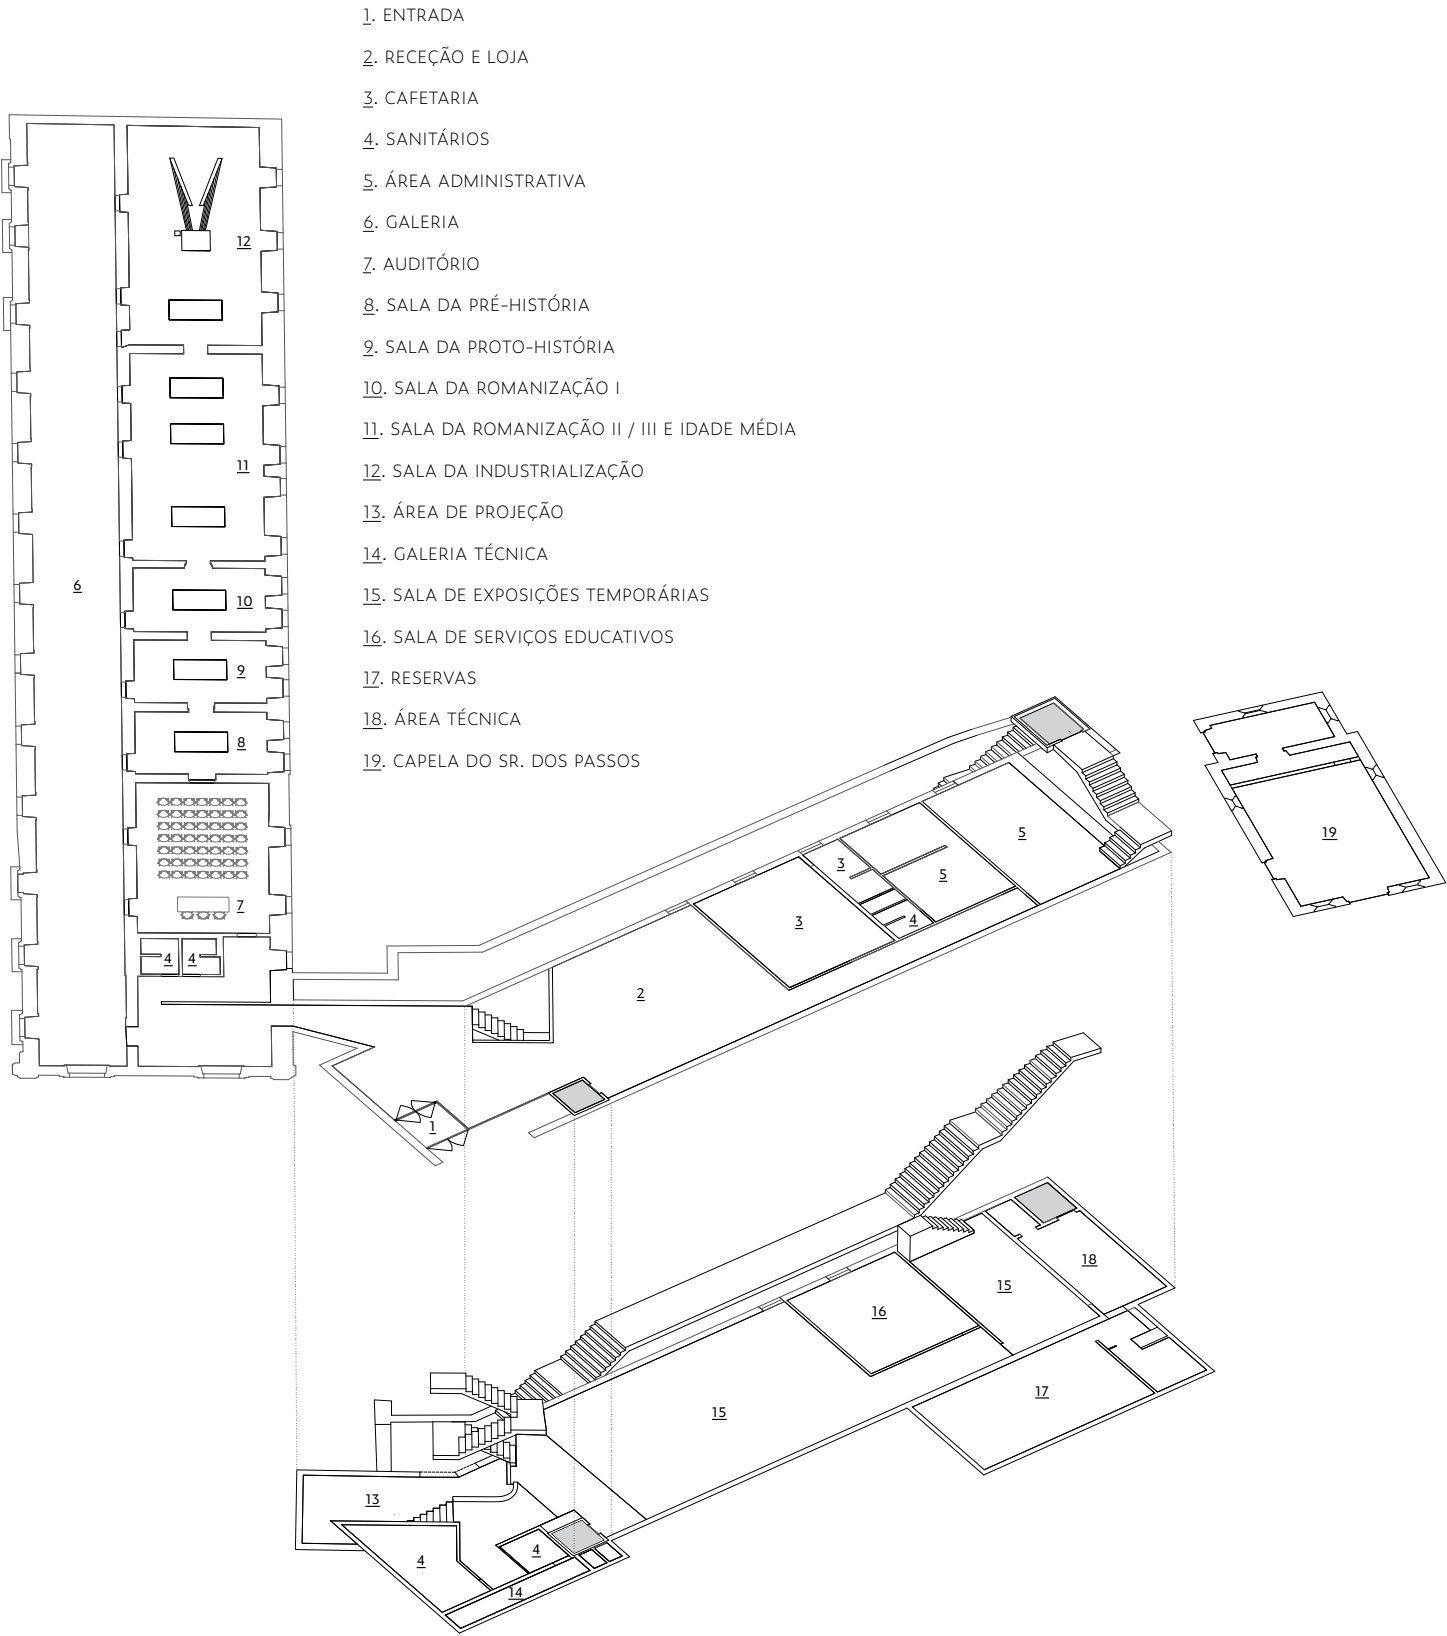 1. ENTRADA
2. RECEÇÃO E LOJA
3. CAFETARIA
4. SANITÁRIOS
5. ÁREA ADMINISTRATIVA
6. GALERIA
7. AUDITÓRIO
8. SALA DA PRÉ-HISTÓRIA
9. SALA DA PROTO-HISTÓRIA
10. SALA DA ROMANIZAÇÃO I
11. SALA DA ROMANIZAÇÃO II / III E IDADE MÉDIA
12. SALA DA INDUSTRIALIZAÇÃO
13. ÁREA DE PROJEÇÃO
14. GALERIA TÉCNICA
15. SALA DE EXPOSIÇÕES TEMPORÁRIAS
16. SALA DE SERVIÇOS EDUCATIVOS
17. RESERVAS
18. ÁREA TÉCNICA
19. CAPELA DO SR. DOS PASSOS
12
11
6
10
9
8
7
4 4
5
19
3
5
3
4
2
1
18
15
16
17
15
13
4
4
14